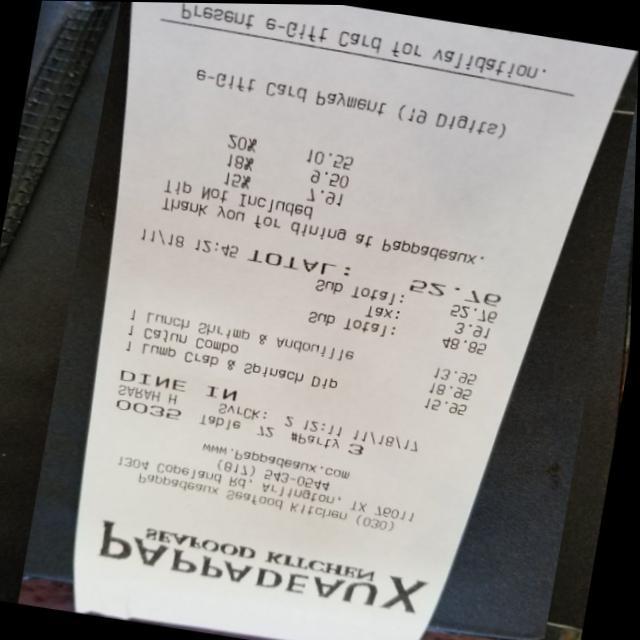 PAPPADEAUX
SEAFOOD KITCHEN
Pappadeaux Seafood Kitchen (030)
1304 Copeland Rd. Arlington, TX 76011
(817) 543-0544
www.Pappadeaux.com
0035 Table 72 #Party 3
SARAH H SvrCk: 2 12:11 11/18/17
DINE IN
1 Lump Crab & Spinach Dip 15.95
1 Cajun Combo 18.95
1 Lunch Shrimp & Andouille 13.95
Sub Total: 48.85
Tax: 3.91
Sub Total: 52.76
11/18 12:45 TOTAL: 52.76
Thank you for dining at Pappadeaux.
Tip Not Included
15% 7.91
18% 9.50
20% 10.55
e-Gift Card Payment (19 Digits)
Present e-Gift Card for validation.